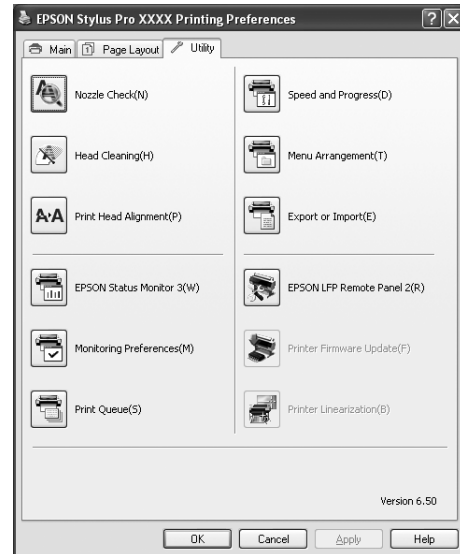 EPSON Stylus Pro XXXX Printing Preferences
Main
Page Layout
Utility
Nozzle Check(N)
Head Cleaning(H)
Print Head Alignment(P)
EPSON Status Monitor 3(W)
Monitoring Preferences(M)
Print Queue(S)
Speed and Progress(D)
Menu Arrangement(T)
Export or Import(E)
EPSON LFP Remote Panel 2(R)
Printer Firmware Update(F)
Printer Linearization(B)
Version 6.50
OK
Cancel
Apply
Help